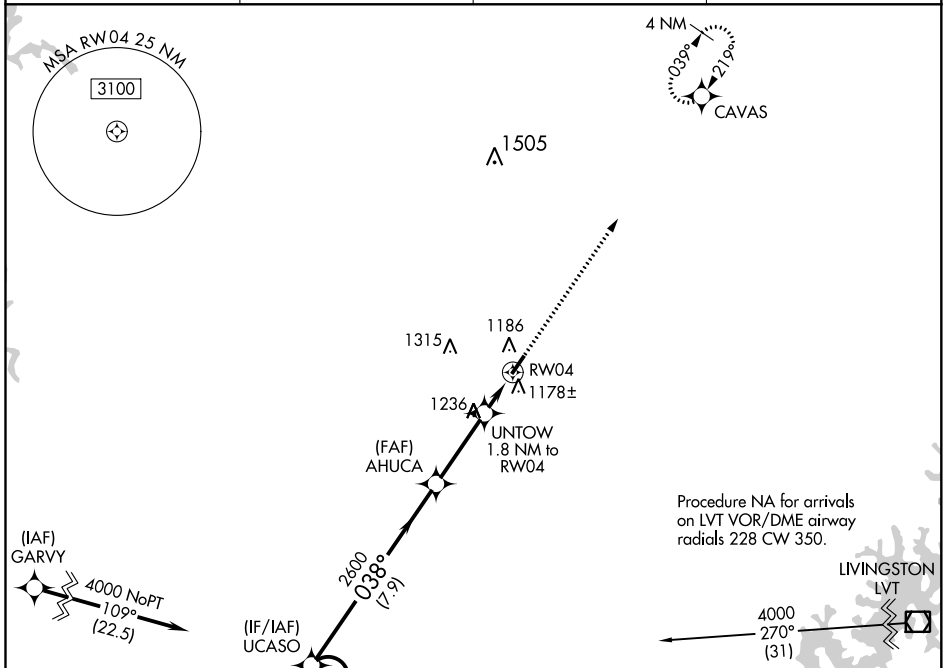 MSA RW04 25 NM
3100
4 NM
039°
219°
CAVAS
1505
1315
1186
RW04
1178±
1236
UNTOW
1.8 NM to
RW04
(FAF)
AHUCA
Procedure NA for arrivals
on LVT VOR/DME airway
radials 228 CW 350.
(IAF)
GARVY
4000 NoPT
109°
(22.5)
2600
038°
(7.9)
(IF/IAF)
UCASO
LIVINGSTON
LVT
4000
270°
(31)